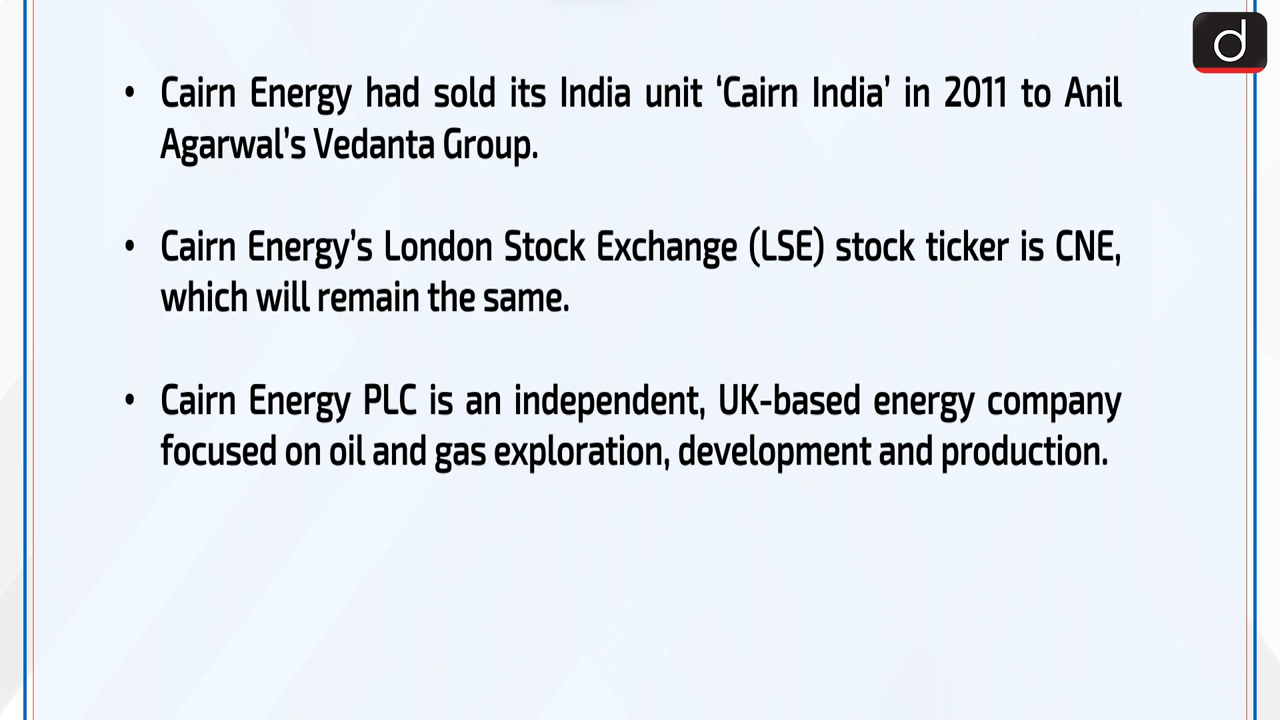 • Cairn Energy had sold its India unit ‘Cairn India’ in 2011 to Anil
Agarwal’s Vedanta Group.
• Cairn Energy’s London Stock Exchange (LSE) stock ticker is CNE,
which will remain the same.
• Cairn Energy PLC is an independent, UK-based energy company
focused on oil and gas exploration, development and production.
d